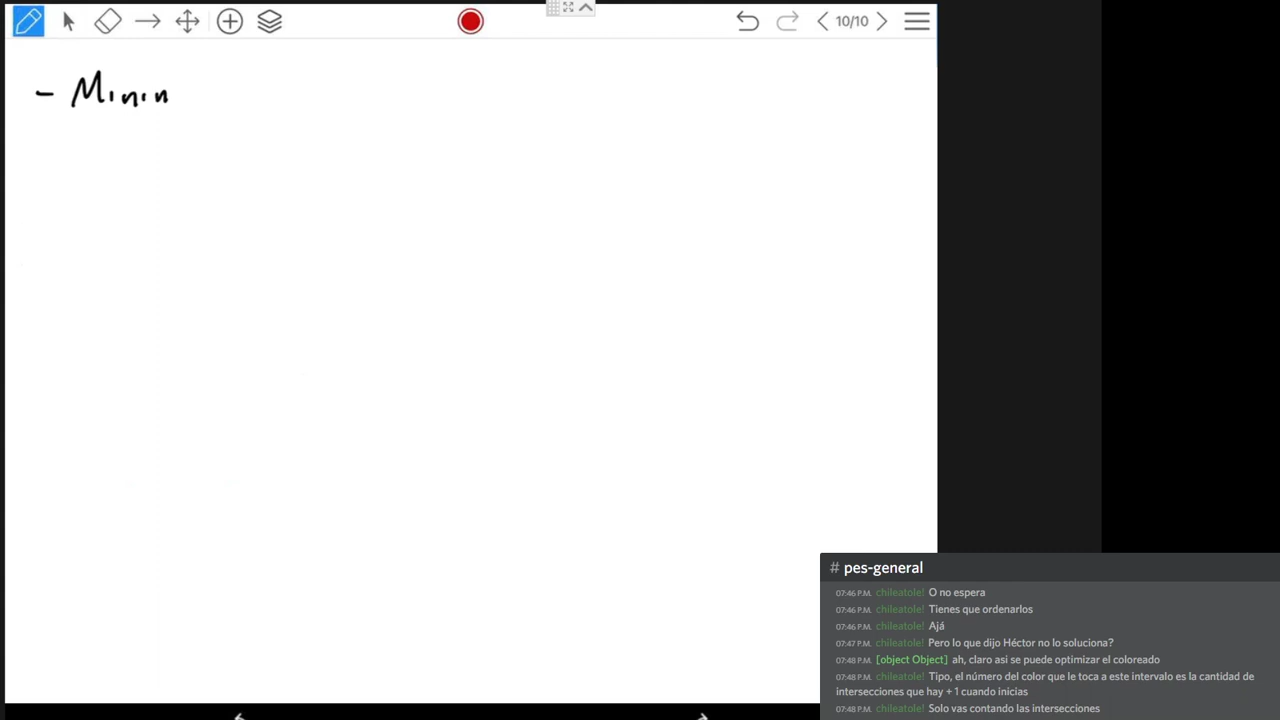 10/10
- Minin
# pes-general
07:46 P.M. chileatole! O no espera
07:46 P.M. chileatole! Tienes que ordenarlos
07:46 P.M. chileatole! Ajá
07:47 P.M. chileatole! Pero lo que dijo Héctor no lo soluciona?
07:48 P.M. [object Object] ah, claro asi se puede optimizar el coloreado
07:48 P.M. chileatole! Tipo, el número del color que le toca a este intervalo es la cantidad de
intersecciones que hay + 1 cuando inicias
07:48 P.M. chileatole! Solo vas contando las intersecciones